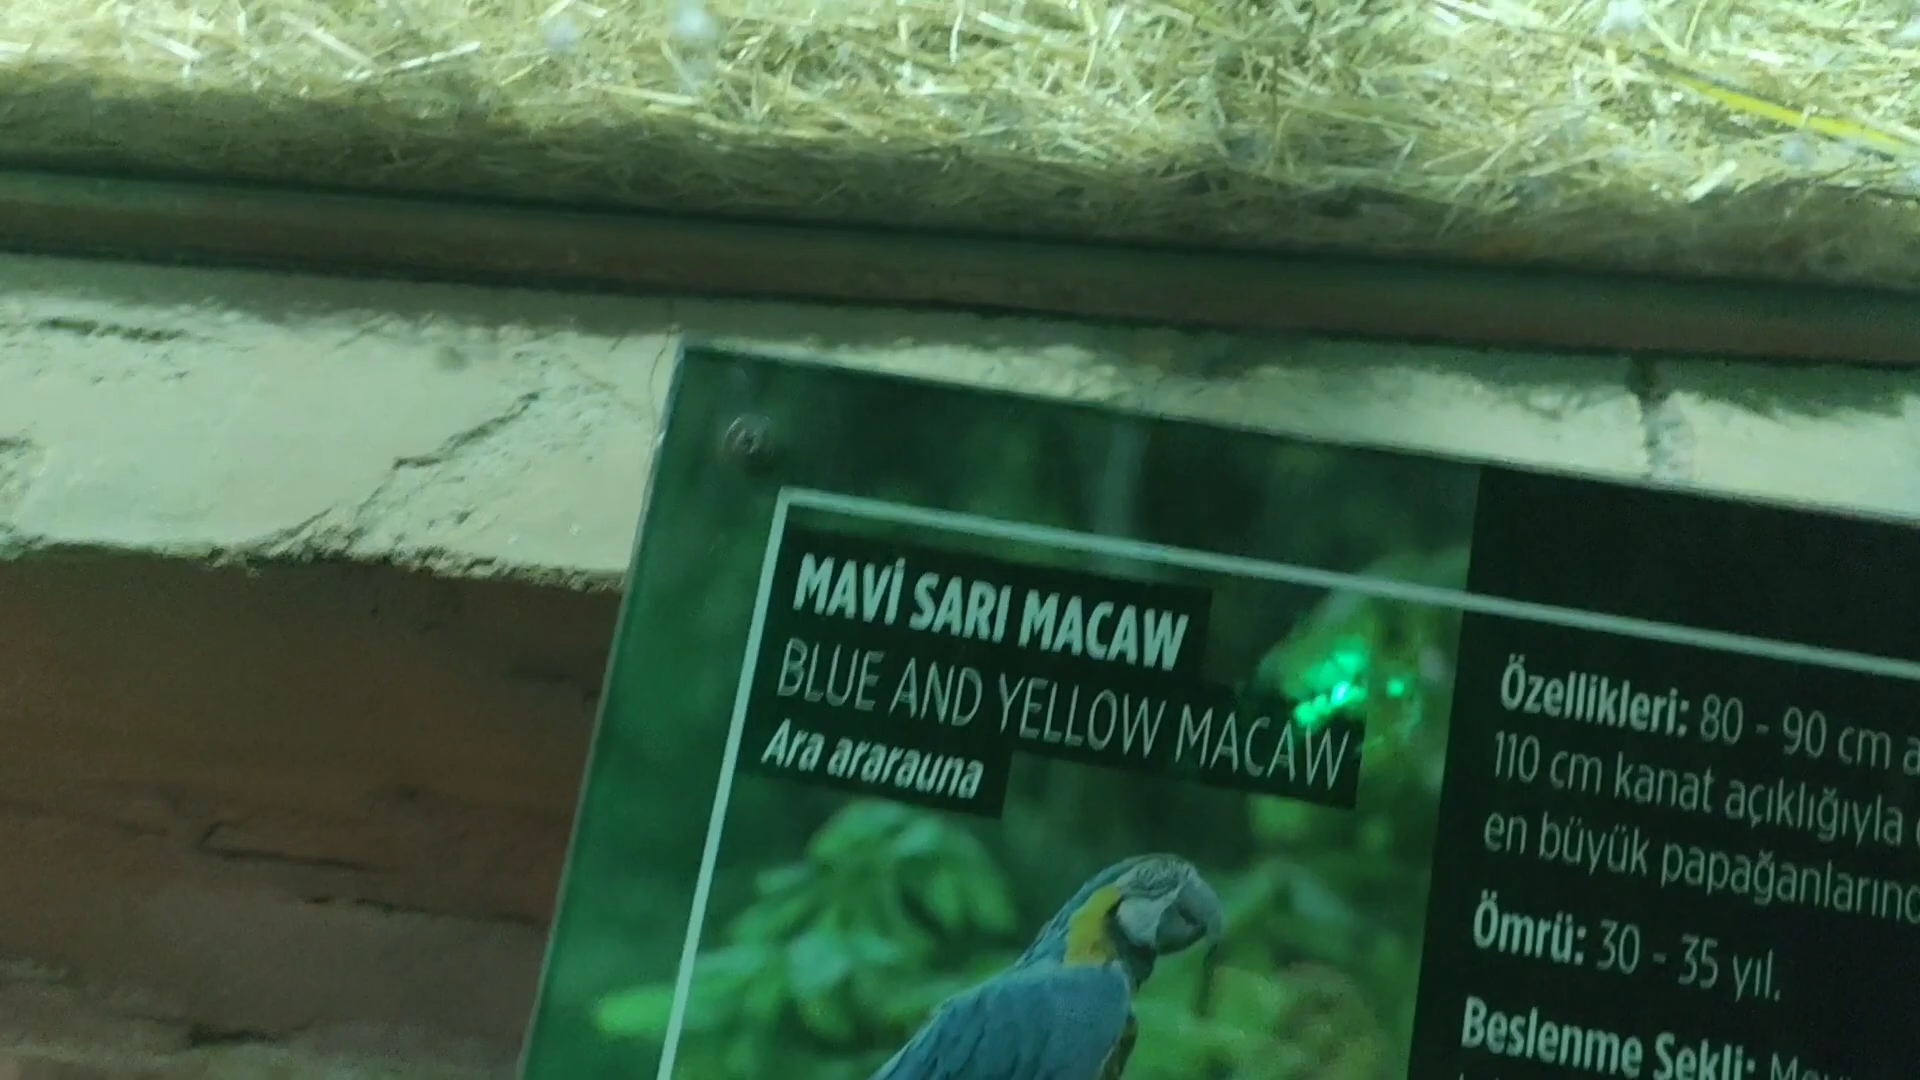 MAVİ SARI MACAW
BLUE AND YELLOW MACAW
Ara ararauna
Özellikleri: 80 - 90 cm
110 cm kanat açıklığıyla
en büyük
Ömrü: 30 - 35 yıl.
Beslenme Şekli: